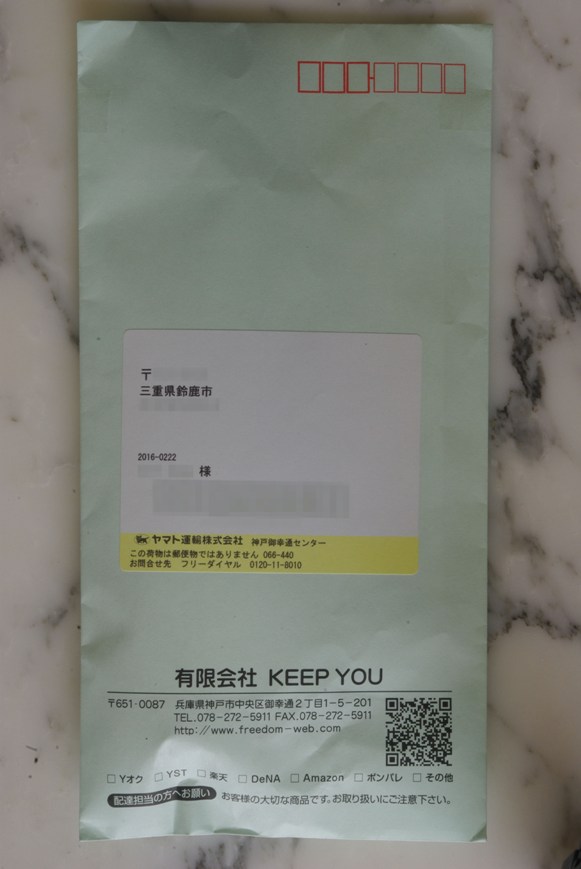 〒
三重県鈴鹿市
2016-0222
様
ヤマト運輸株式会社 神戸御幸通センター
この荷物は郵便物ではありません 066-440
お問合せ先 フリーダイヤル 0120-11-8010
有限会社 KEEP YOU
〒651-0087 兵庫県神戸市中央区御幸通2丁目1-5-201
TEL.078-272-5911 FAX.078-272-5911
http://www.freedom-web.com
□Yオク □YST □楽天 □DeNA □Amazon □ポンパレ □その他
配達担当の方へお願い お客様の大切な商品です。お取り扱いにご注意下さい。